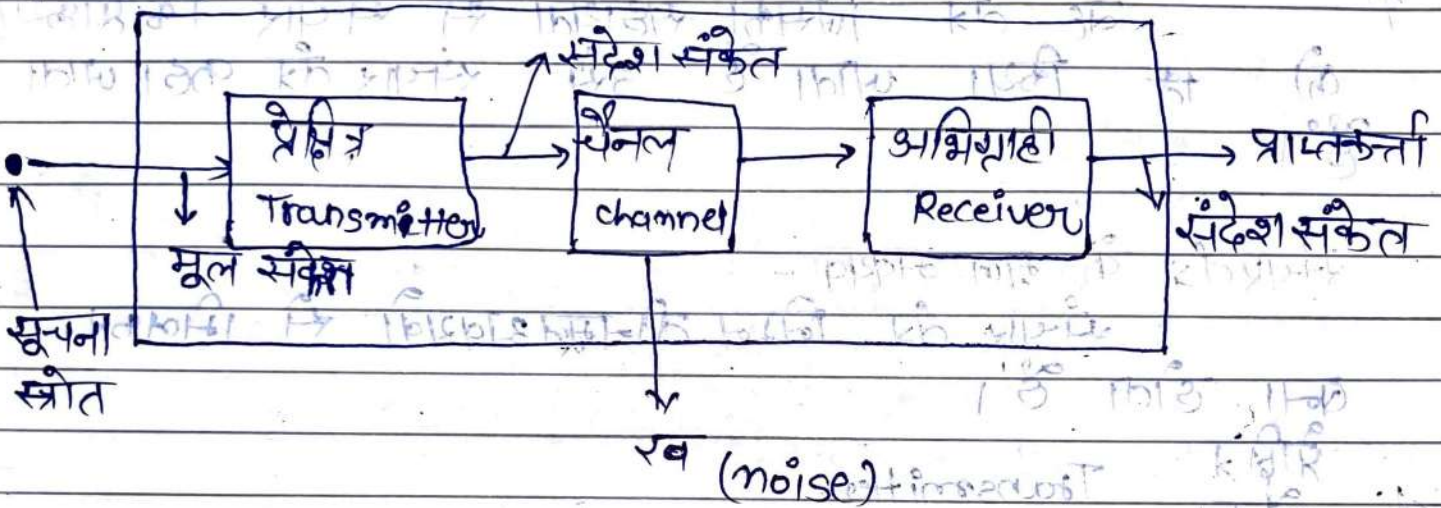 संदेश संकेत
प्रेक्षित्र
Transmitter
चैनल
channel
अभिग्राही
Receiver
प्राप्तकर्त्ता
संदेश संकेत
मूल संकेत
सूचना
स्त्रोत
रव (noise)